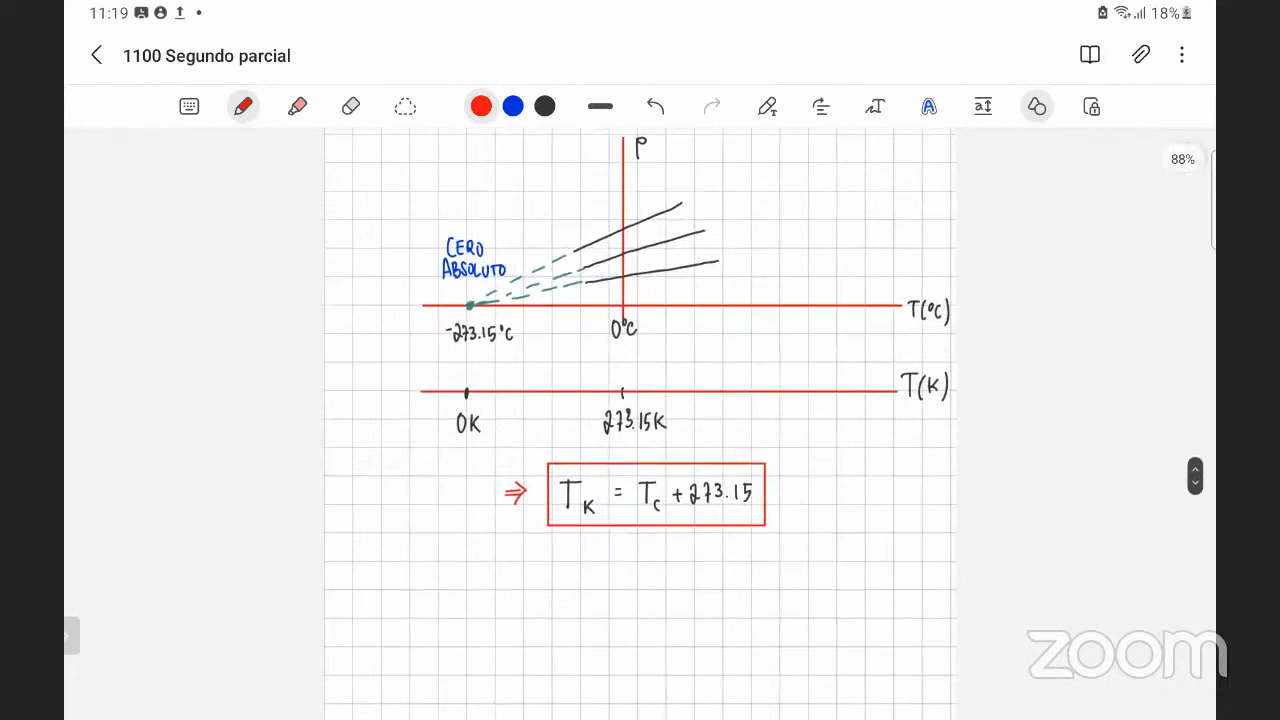 11:19
18%
1100 Segundo parcial
88%
P
CERO
ABSOLUTO
T(°C)
-273.15°C
0°C
T(K)
0K
273.15K
⇒ T_K = T_C + 273.15
zoom